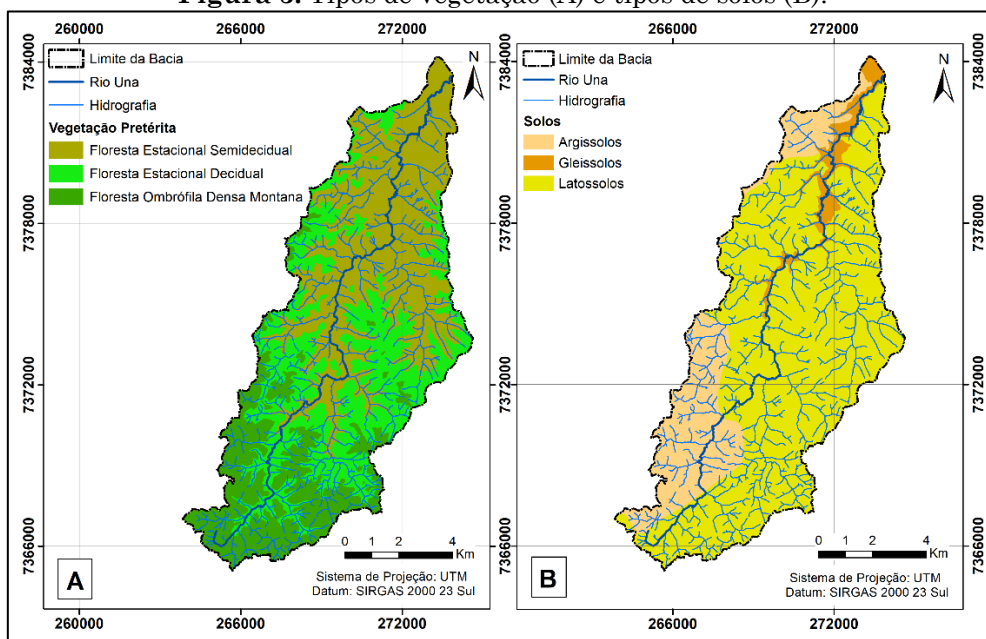 Figura 3. Tipos de vegetação (A) e tipos de solos (B).
260000 266000 272000
7384000
7378000
7372000
7366000
Limite da Bacia
Rio Una
Hidrografia
Vegetação Pretérita
Floresta Estacional Semidecidual
Floresta Estacional Decidual
Floresta Ombrófila Densa Montana
N
A
0 1 2 4
Km
Sistema de Projeção: UTM
Datum: SIRGAS 2000 23 Sul
260000 266000 272000
266000 272000
Limite da Bacia
Rio Una
Hidrografia
Solos
Argissolos
Gleissolos
Latossolos
N
7384000
7378000
7372000
7366000
B
0 1 2 4
Km
Sistema de Projeção: UTM
Datum: SIRGAS 2000 23 Sul
266000 272000